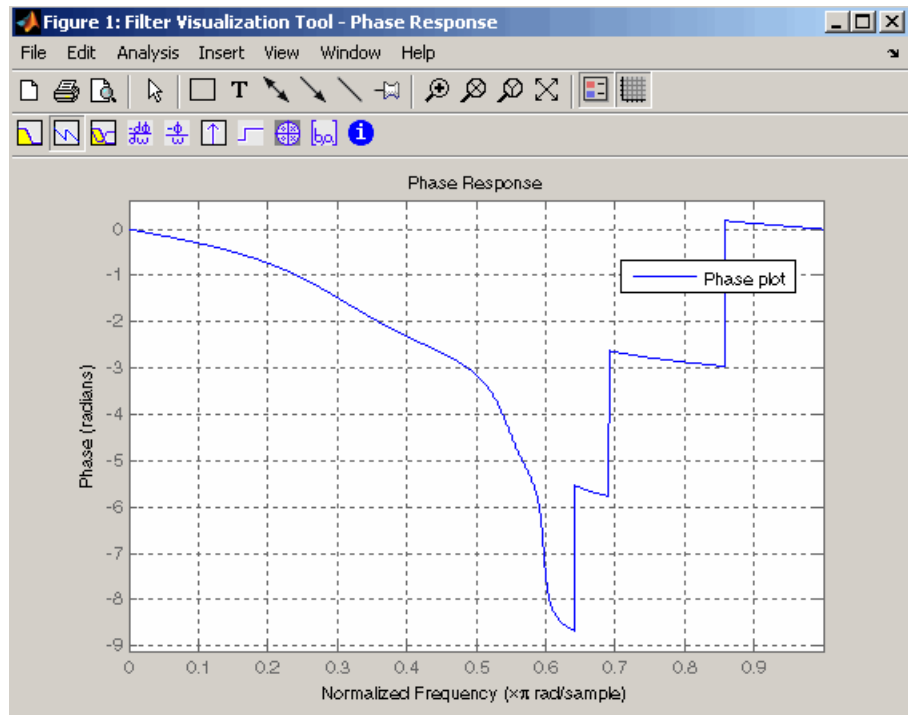 Figure 1: Filter Visualization Tool - Phase Response
File Edit Analysis Insert View Window Help
T
-dϕ
dω
-ϕ
ω
[b,a]
i
Phase Response
0
-1
-2
-3
-4
-5
-6
-7
-8
-9
Phase (radians)
Phase plot
0 0.1 0.2 0.3 0.4 0.5 0.6 0.7 0.8 0.9
Normalized Frequency (×π rad/sample)